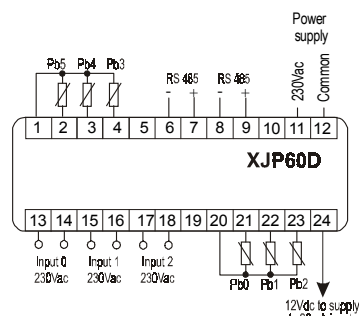 Power
supply
Pb5 Pb4 Pb3
RS 485 RS 485
- + - +
230Vac
Common
1 2 3 4 5 6 7 8 9 10 11 12
XJP60D
13 14 15 16 17 18 19 20 21 22 23 24
Input 0 Input 1 Input 2
230Vac 230Vac 230Vac
Pb0 Pb1 Pb2
12Vdc to supply